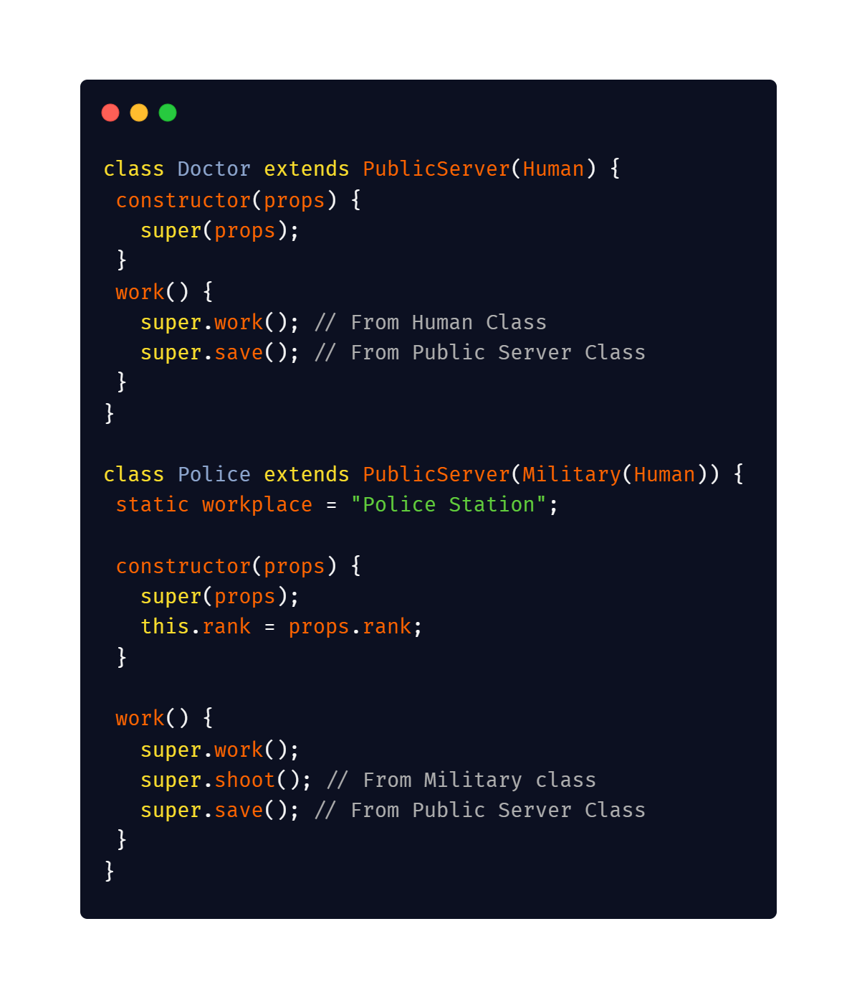 class Doctor extends PublicServer(Human) {
 constructor(props) {
   super(props);
 }
 work() {
   super.work(); // From Human Class
   super.save(); // From Public Server Class
 }
}

class Police extends PublicServer(Military(Human)) {
 static workplace = "Police Station";

 constructor(props) {
   super(props);
   this.rank = props.rank;
 }

 work() {
   super.work();
   super.shoot(); // From Military class
   super.save(); // From Public Server Class
 }
}